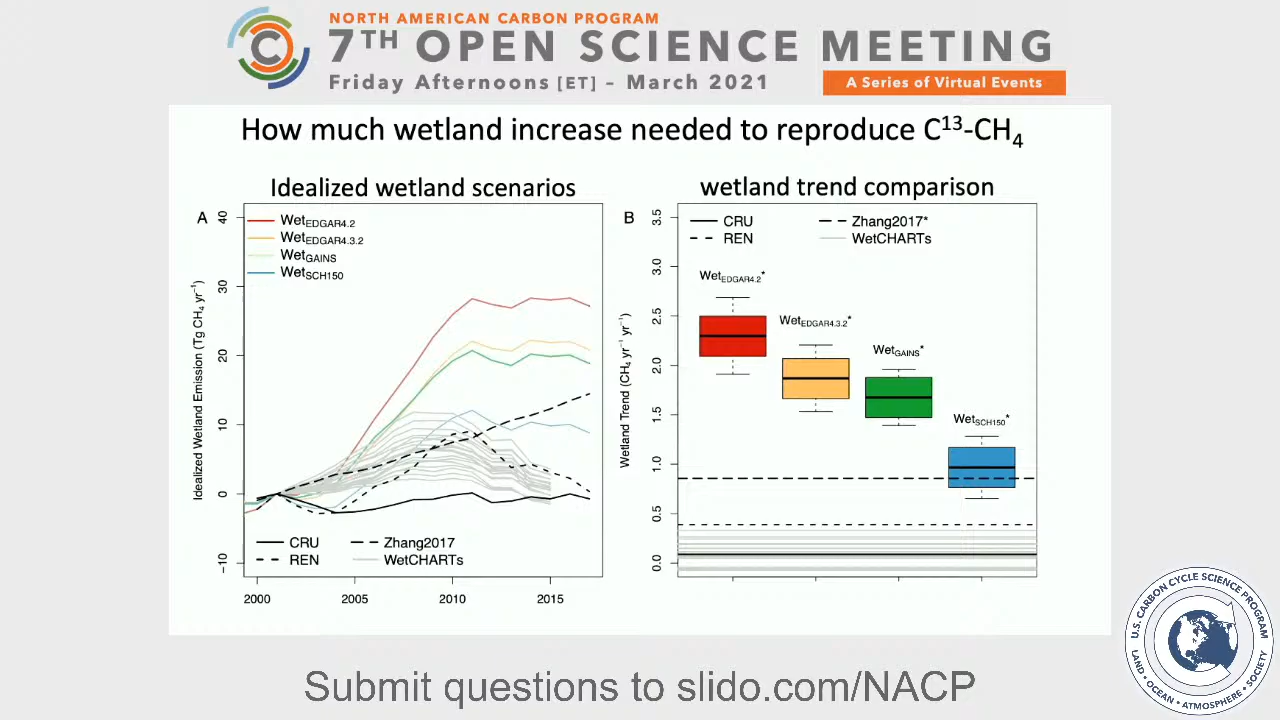 NORTH AMERICAN CARBON PROGRAM
7TH OPEN SCIENCE MEETING
Friday Afternoons [ET] – March 2021
A Series of Virtual Events
C
How much wetland increase needed to reproduce C13-CH4
Idealized wetland scenarios
A
WetEDGAR4.2
WetEDGAR4.3.2
WetGAINS
WetSCH150
Idealized Wetland Emission (Tg CH4 yr−1)
40
30
20
10
0
−10
CRU
REN
Zhang2017
WetCHARTs
2000
2005
2010
2015
wetland trend comparison
B
CRU
REN
Zhang2017*
WetCHARTs
Wetland Trend (CH4 yr−1 yr−1)
3.5
3.0
2.5
2.0
1.5
1.0
0.5
0.0
WetEDGAR4.2*
WetEDGAR4.3.2*
WetGAINS*
WetSCH150*
U.S. CARBON CYCLE SCIENCE PROGRAM
LAND • OCEAN • ATMOSPHERE • SOCIETY
Submit questions to slido.com/NACP